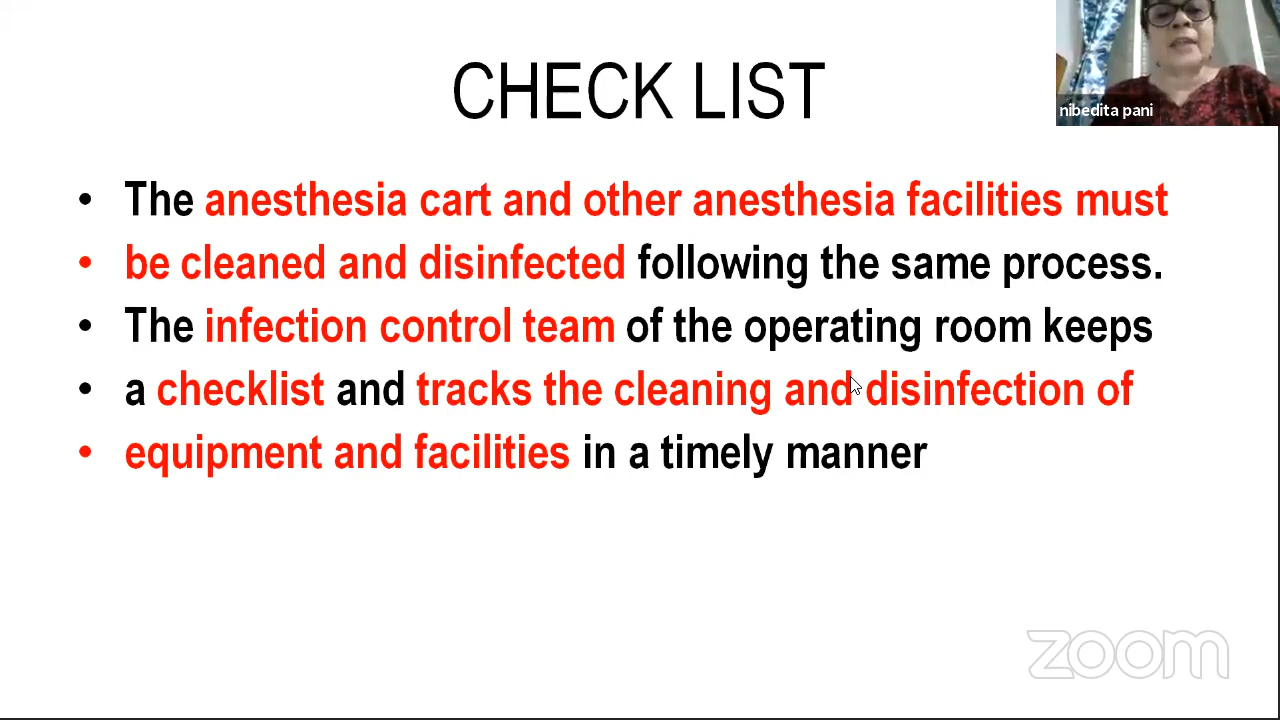 CHECK LIST
nibedita pani
• The anesthesia cart and other anesthesia facilities must
• be cleaned and disinfected following the same process.
• The infection control team of the operating room keeps
• a checklist and tracks the cleaning and disinfection of
• equipment and facilities in a timely manner
zoom